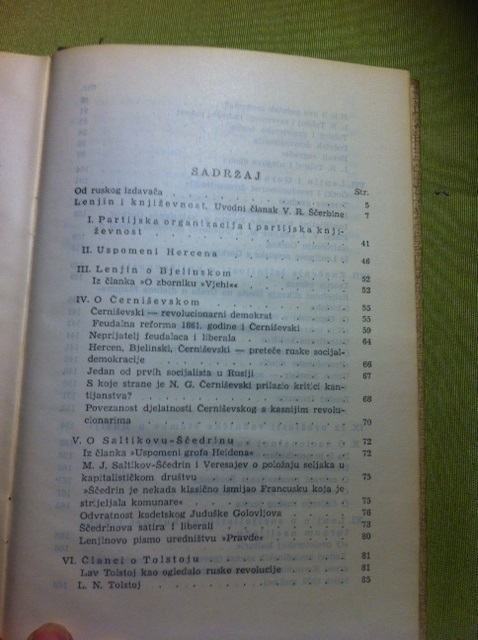 SADRŽAJ
Str.
Od ruskog izdavača . . . . . . . . . . 5
Lenjin i književnost. Uvodni članak V. R. Ščerbine 7
I. Partijska organizacija i partijska knji-
ževnost . . . . . . . . . . 41
II. Uspomeni Hercena . . . . . . . 46
III. Lenjin o Bjelinskom . . . . . . 52
Iz članka »O zborniku »Vjehi«« . . . . . 52
IV. O Černiševskom . . . . . . . 55
Černiševski — revolucionarni demokrat . . . . 55
Feudalna reforma 1861. godine i Černiševski . . . 59
Neprijatelj feudalaca i liberala . . . . . . 64
Hercen, Bjelinski, Černiševski — preteče ruske socijal-
demokracije . . . . . . . . . . 66
Jedan od prvih socijalista u Rusiji . . . . . 67
S koje strane je N. G. Černiševski prilazio kritici kan-
tijanstva? . . . . . . . . . . 68
Povezanost djelatnosti Černiševskog s kasnijim revolu-
cionarima . . . . . . . . . . 70
V. O Saltikovu-Ščedrinu . . . . . . 72
Iz članka »Uspomeni grofa Heidena« . . . . 72
M. J. Saltikov-Ščedrin i Veresajev o položaju seljaka u
kapitalističkom društvu . . . . . . . 75
»Ščedrin je nekada klasično ismijao Francusku koja je
strijeljala komunare« . . . . . . . . 75
Odvratnost kadetskog Juduške Golovljova . . . 76
Ščedrinova satira i liberali . . . . . . 78
Lenjinovo pismo uredništvu »Pravde« . . . . 80
VI. Članci o Tolstoju . . . . . . . 81
Lav Tolstoj kao ogledalo ruske revolucije . . . 81
L. N. Tolstoj . . . . . . . . . . 85